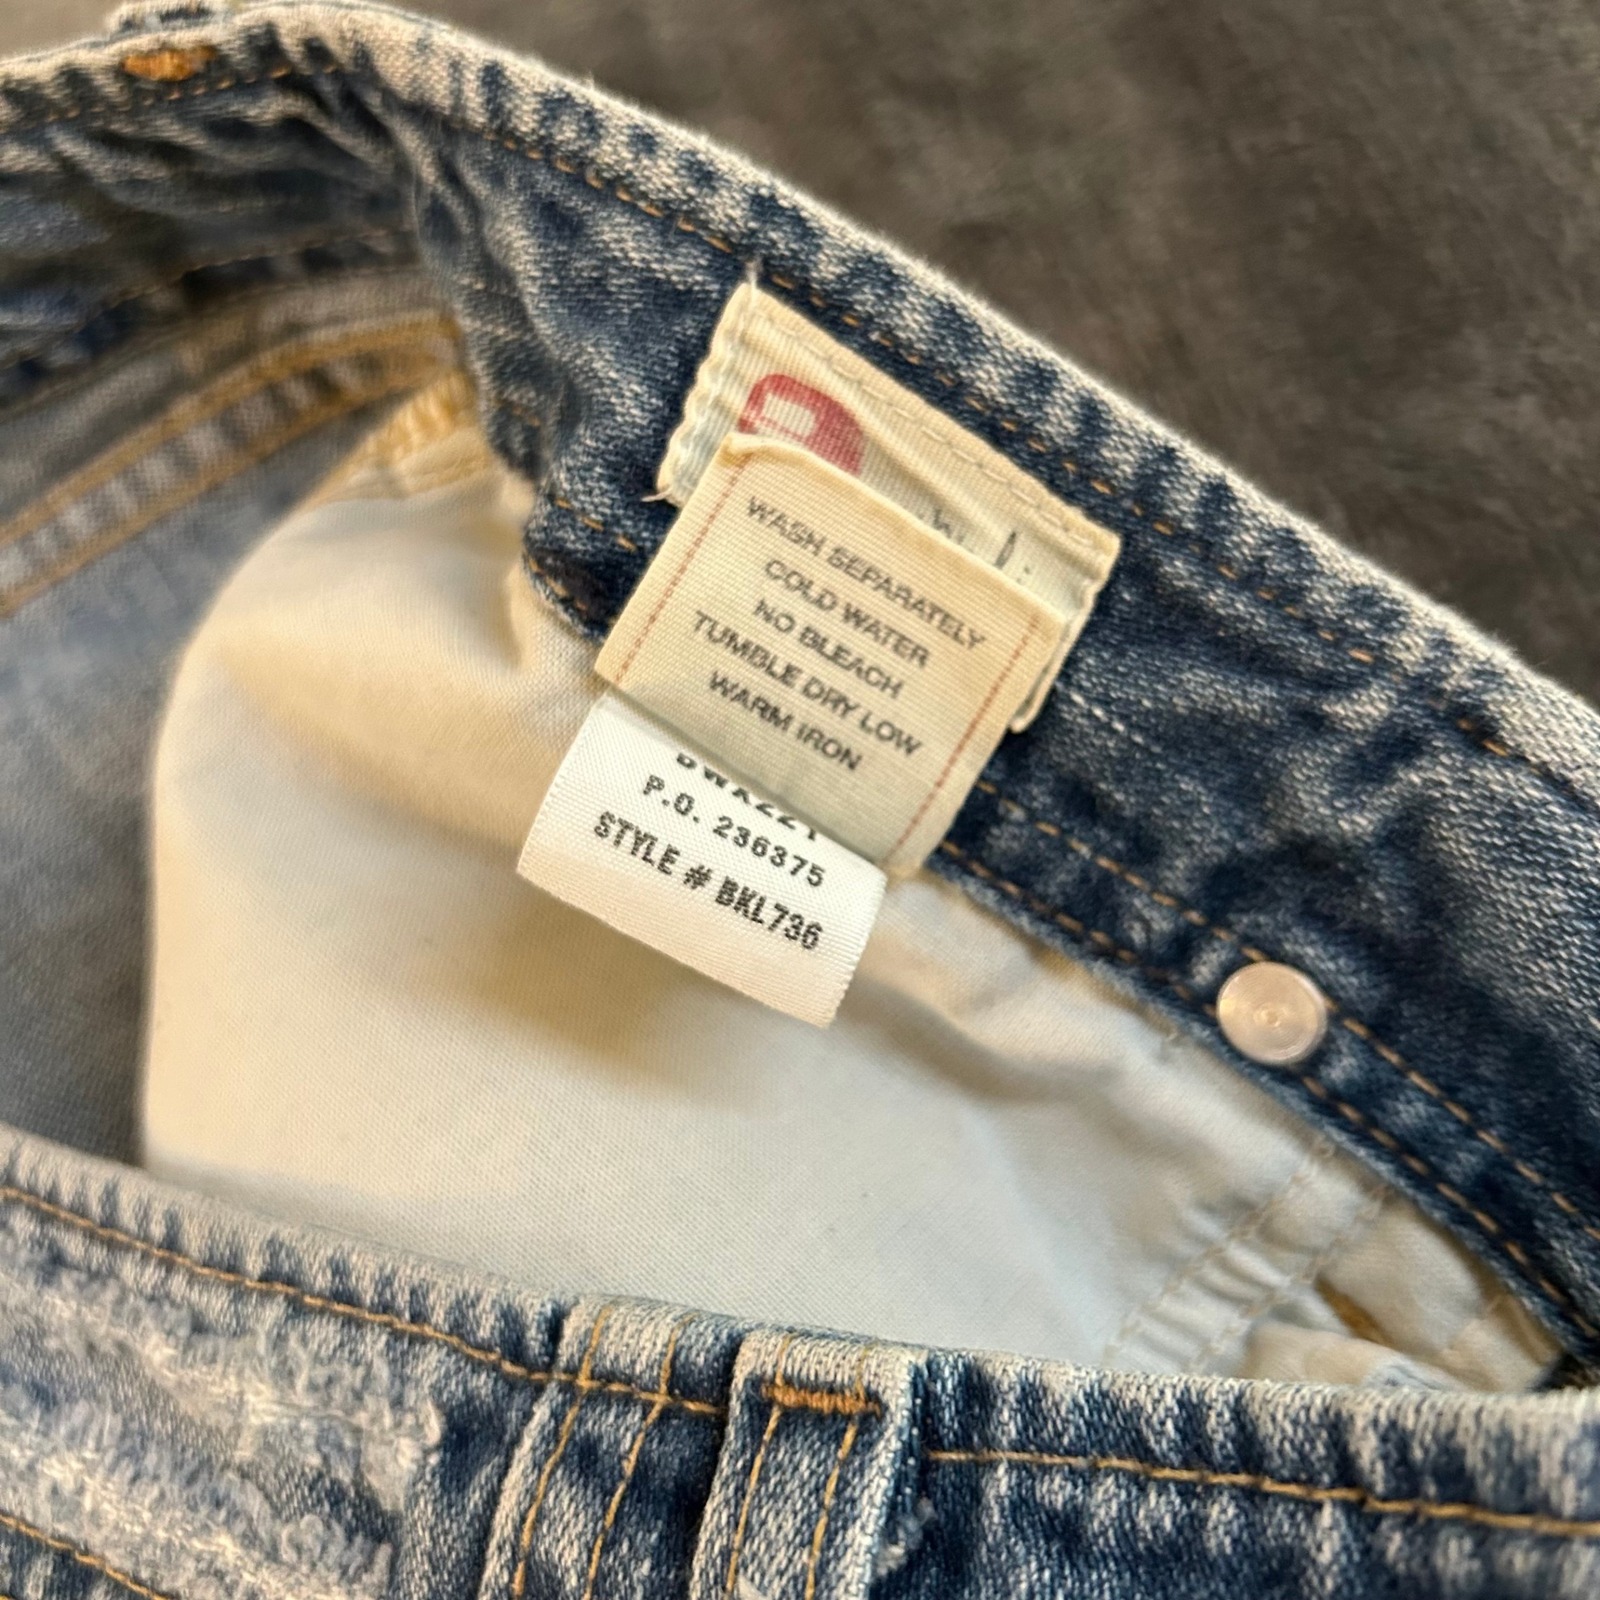 WASH SEPARATELY
COLD WATER
NO BLEACH
TUMBLE DRY LOW
WARM IRON
P.O. 236375
STYLE # BKL736